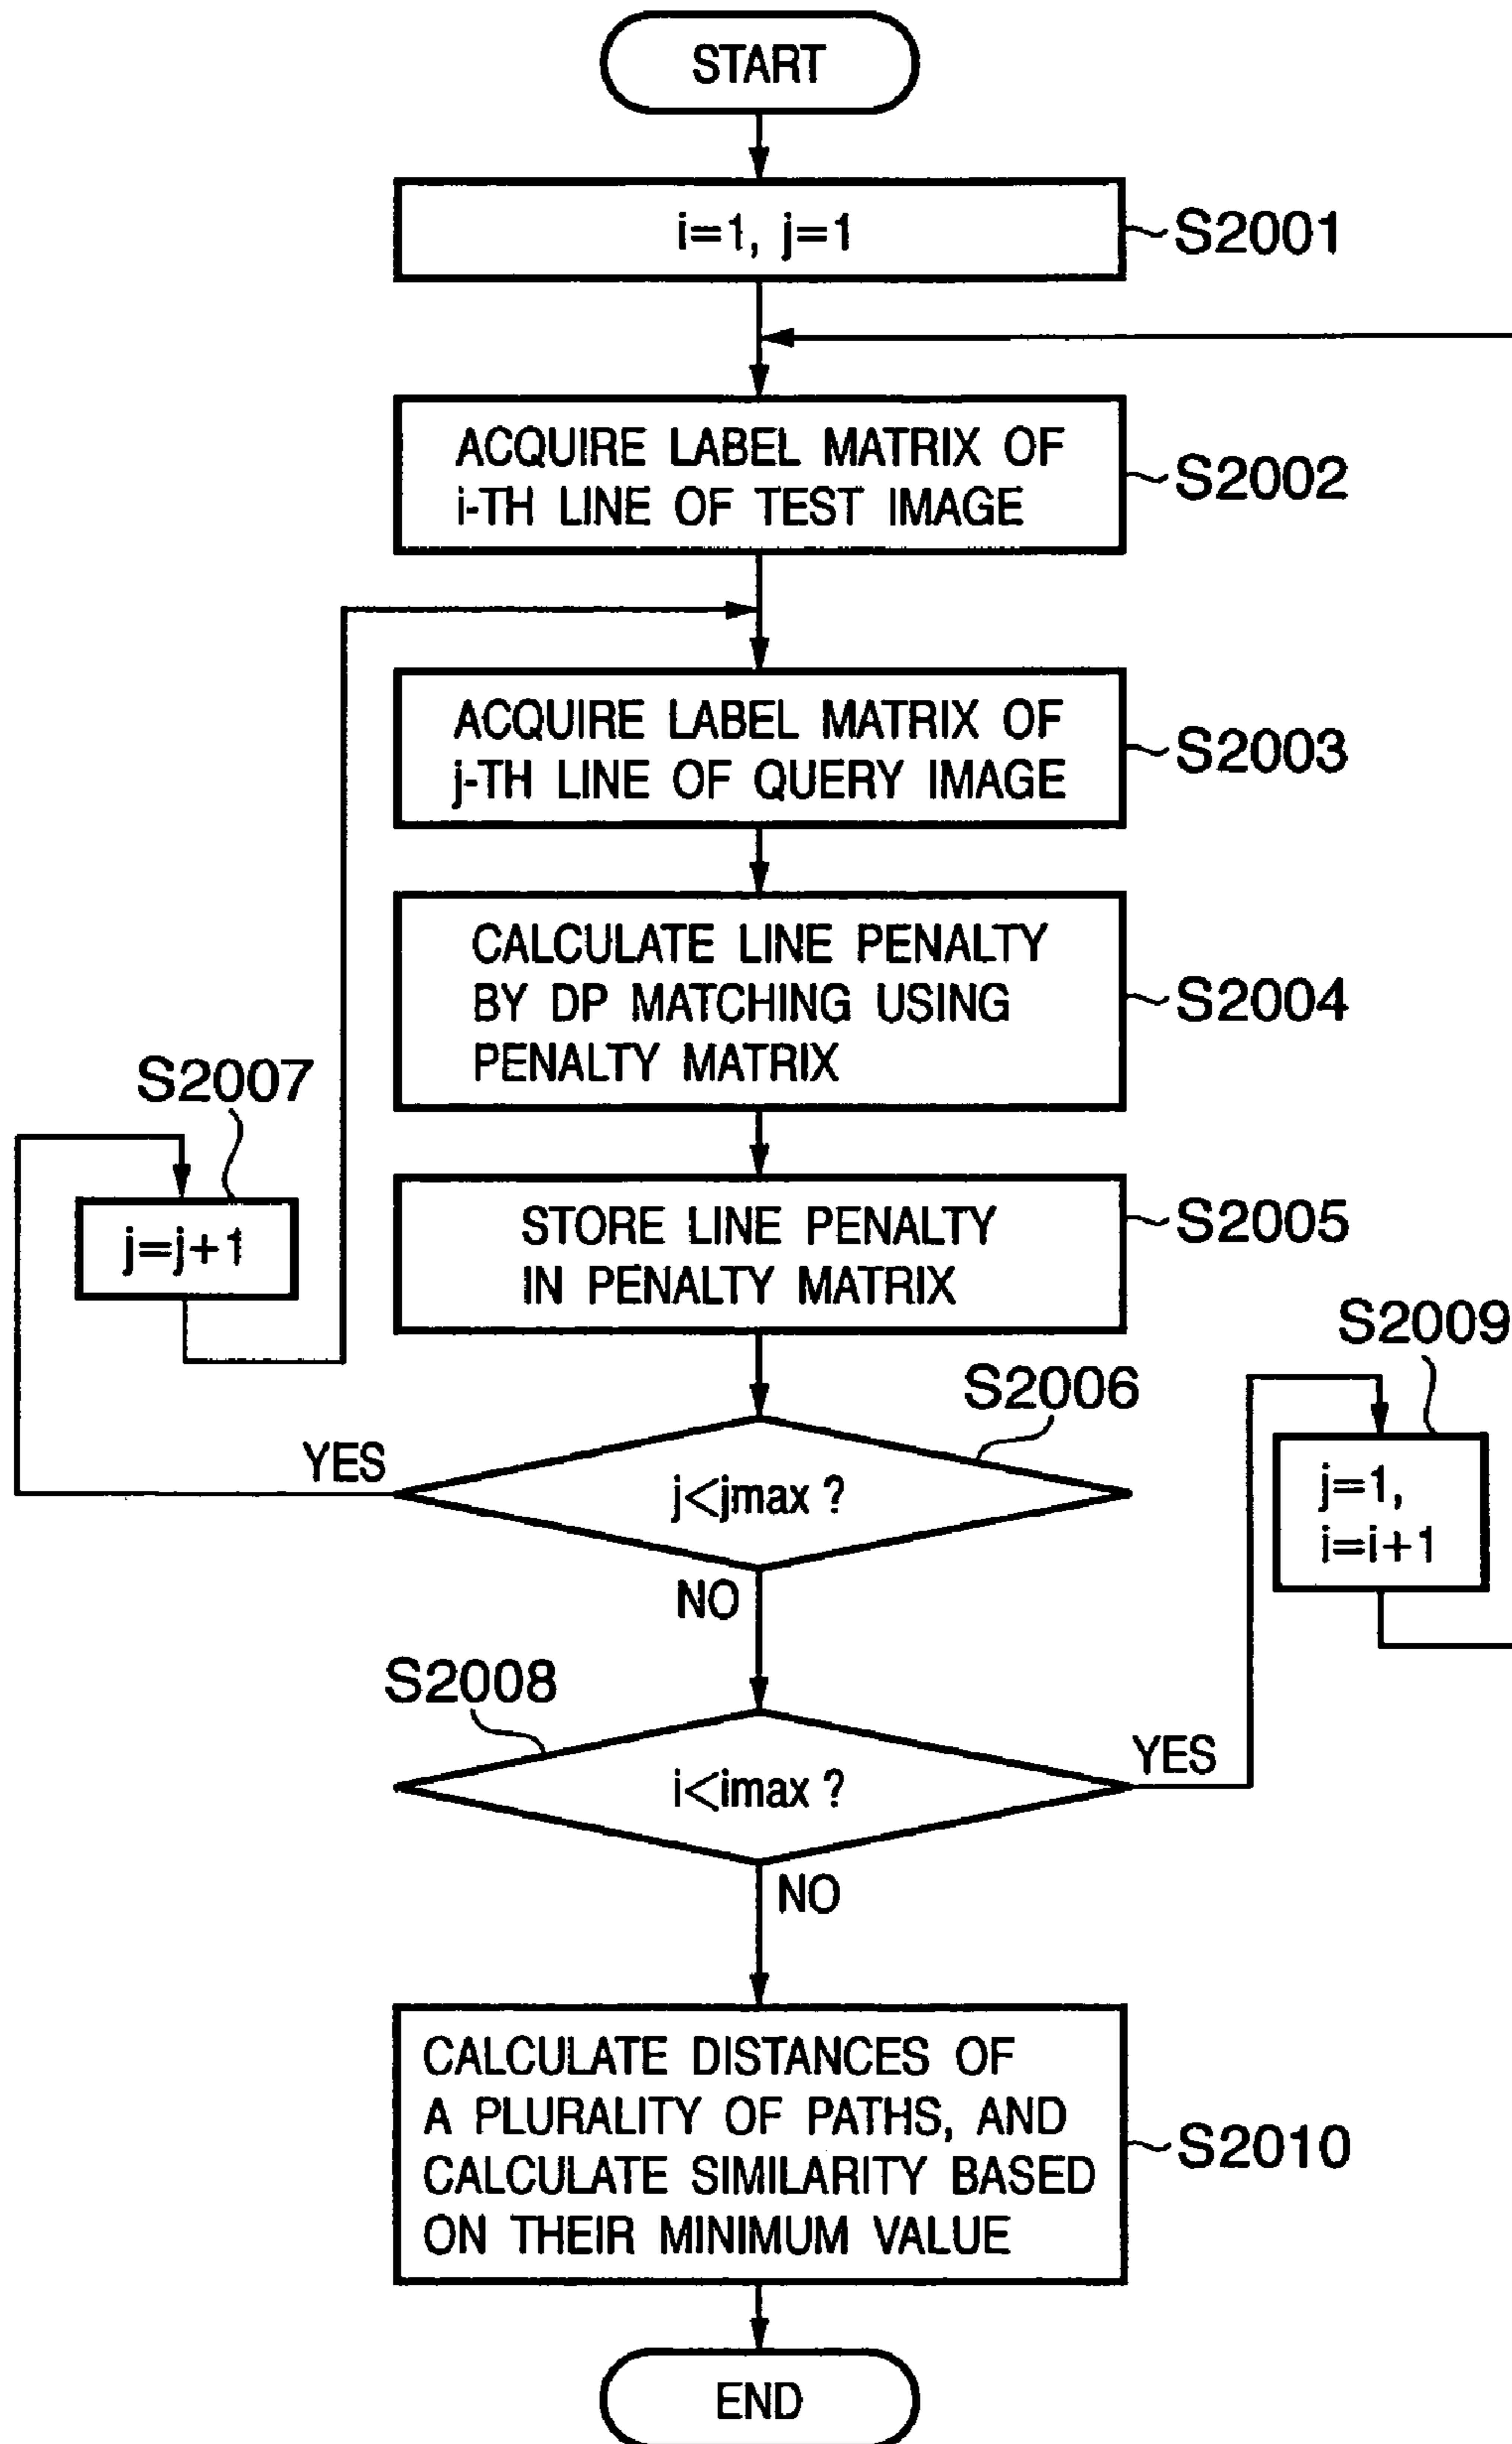 START
i=1, j=1
S2001
ACQUIRE LABEL MATRIX OF
i-TH LINE OF TEST IMAGE
S2002
ACQUIRE LABEL MATRIX OF
j-TH LINE OF QUERY IMAGE
S2003
CALCULATE LINE PENALTY
BY DP MATCHING USING
PENALTY MATRIX
S2004
S2007
j=j+1
STORE LINE PENALTY
IN PENALTY MATRIX
S2005
S2009
S2006
YES
j<jmax ?
j=1,
i=i+1
NO
S2008
i<imax ?
YES
NO
CALCULATE DISTANCES OF
A PLURALITY OF PATHS, AND
CALCULATE SIMILARITY BASED
ON THEIR MINIMUM VALUE
S2010
END